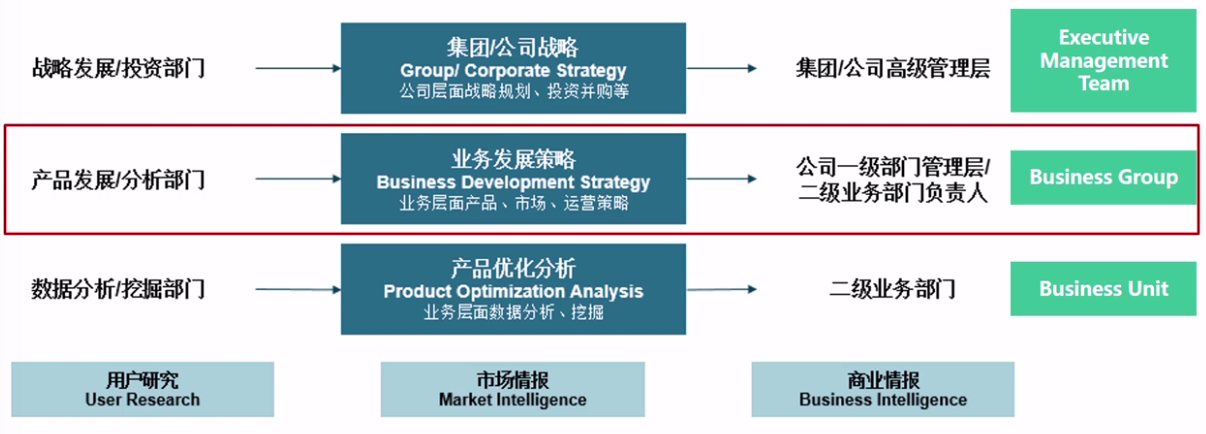 战略发展/投资部门
集团/公司战略
Group/ Corporate Strategy
公司层面战略规划、投资并购等
集团/公司高级管理层
Executive
Management
Team
产品发展/分析部门
业务发展策略
Business Development Strategy
业务层面产品、市场、运营策略
公司一级部门管理层/
二级业务部门负责人
Business Group
数据分析/挖掘部门
产品优化分析
Product Optimization Analysis
业务层面数据分析、挖掘
二级业务部门
Business Unit
用户研究
User Research
市场情报
Market Intelligence
商业情报
Business Intelligence